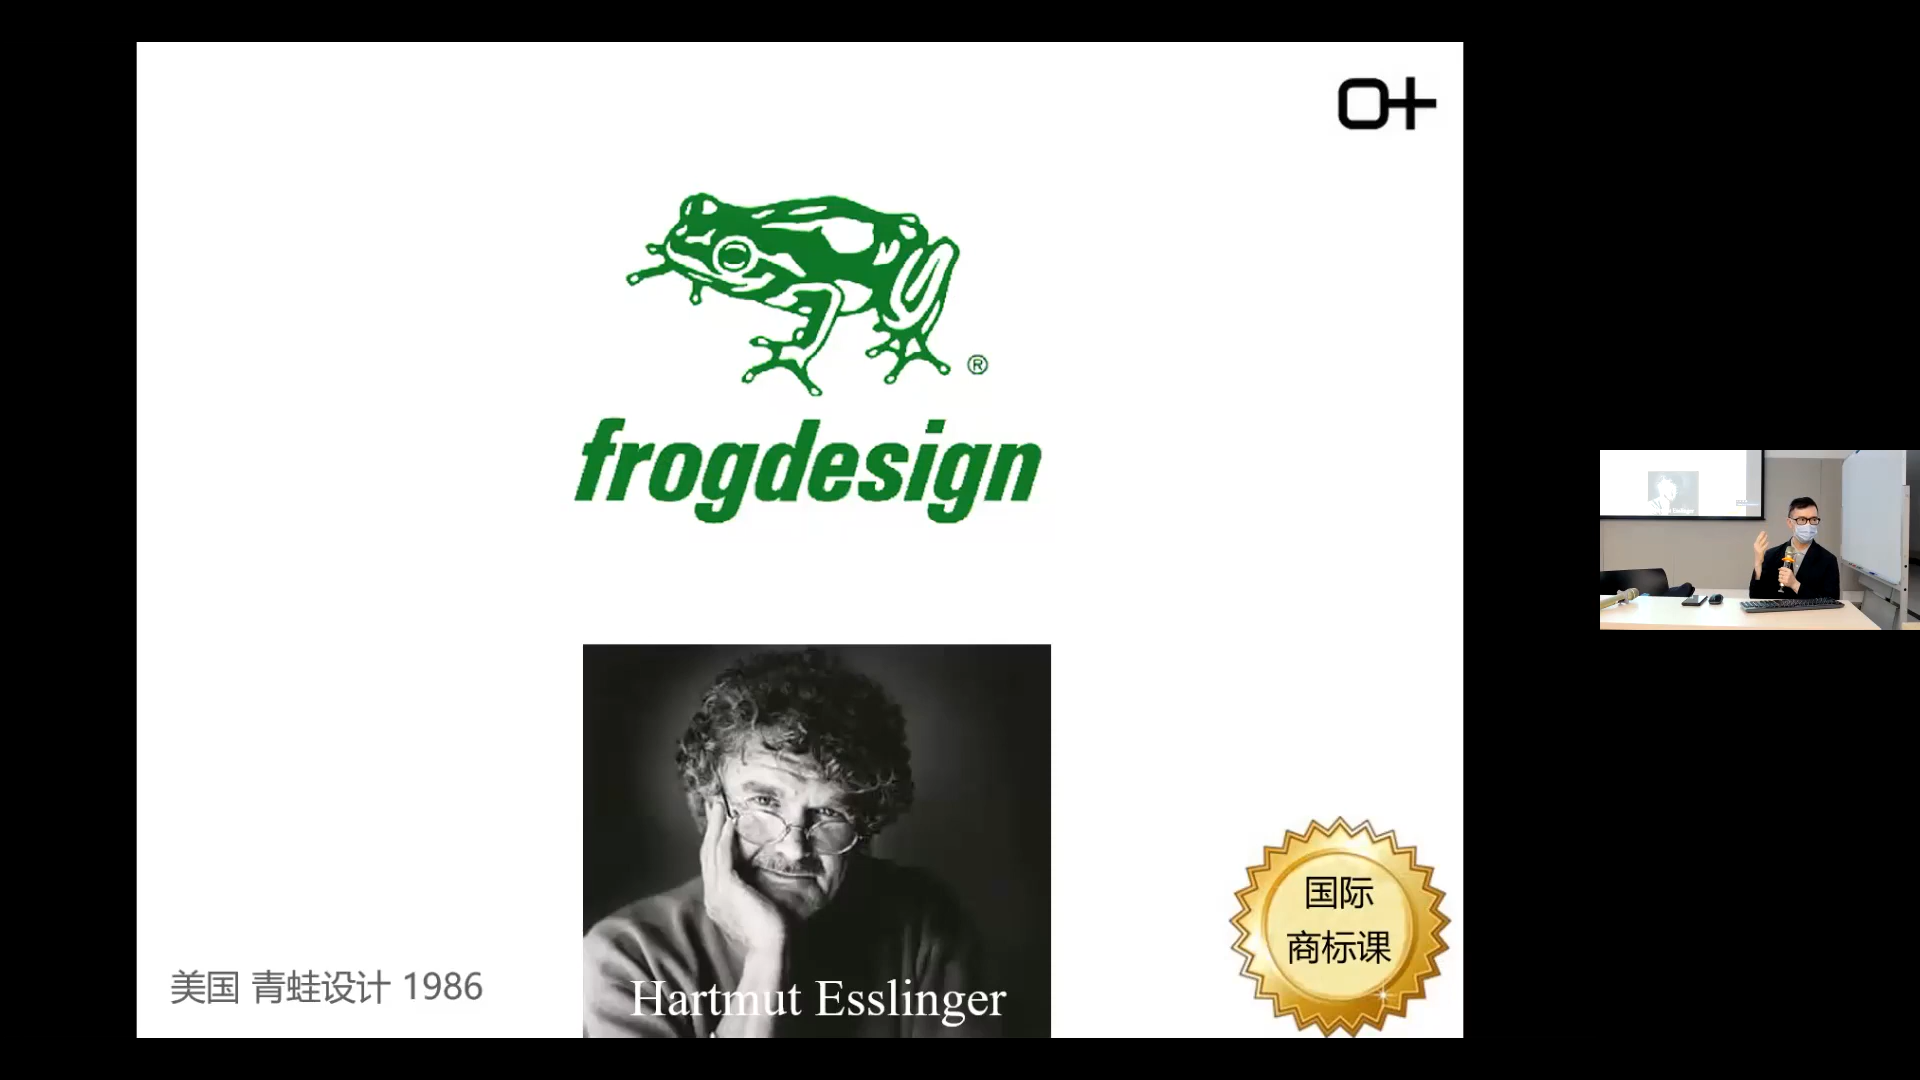 O+
®
frogdesign
Hartmut Esslinger
美国 青蛙设计 1986
国际
商标课